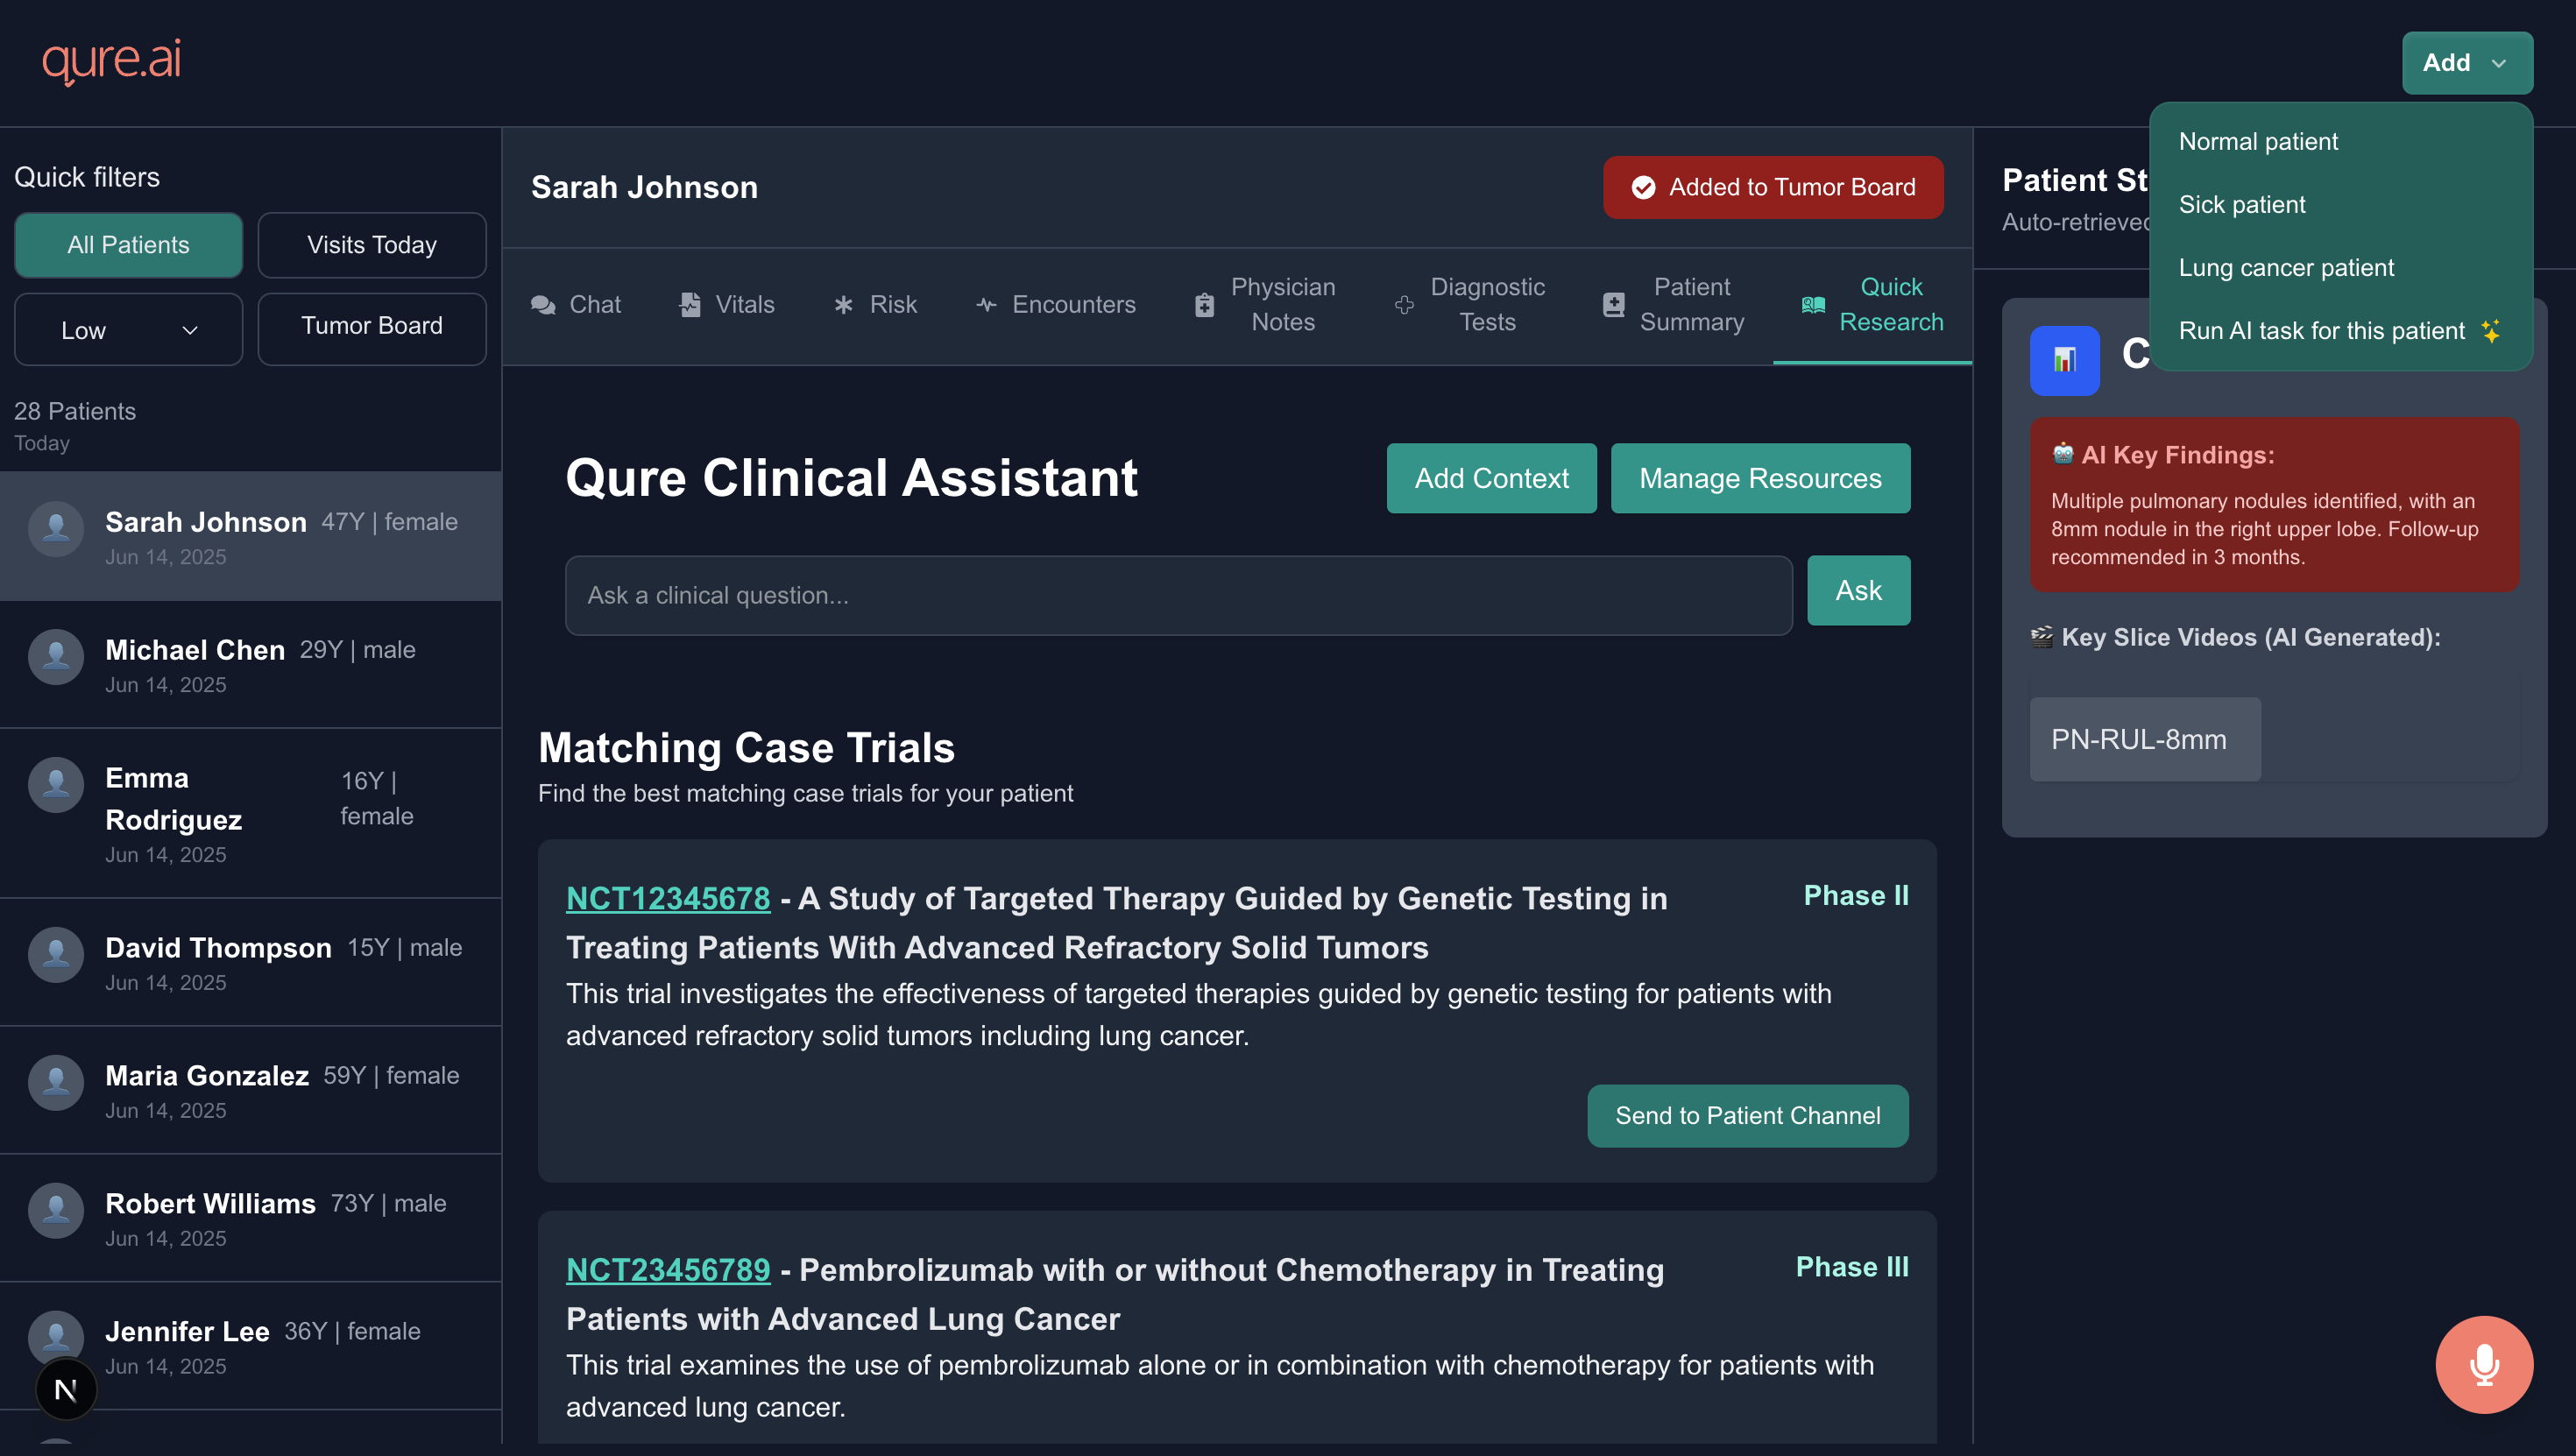 qure.ai
Add
Normal patient
Sick patient
Lung cancer patient
Run AI task for this patient
Quick filters
All Patients
Visits Today
Low
Tumor Board
28 Patients
Today
Sarah Johnson 47Y | female
Jun 14, 2025
Michael Chen 29Y | male
Jun 14, 2025
Emma
Rodriguez
16Y |
female
Jun 14, 2025
David Thompson 15Y | male
Jun 14, 2025
Maria Gonzalez 59Y | female
Jun 14, 2025
Robert Williams 73Y | male
Jun 14, 2025
Jennifer Lee 36Y | female
Jun 14, 2025
N
Sarah Johnson
Added to Tumor Board
Chat
Vitals
Risk
Encounters
Physician
Notes
Diagnostic
Tests
Patient
Summary
Quick
Research
Qure Clinical Assistant
Add Context
Manage Resources
Ask a clinical question...
Ask
Matching Case Trials
Find the best matching case trials for your patient
NCT12345678 - A Study of Targeted Therapy Guided by Genetic Testing in
Treating Patients With Advanced Refractory Solid Tumors
Phase II
This trial investigates the effectiveness of targeted therapies guided by genetic testing for patients with
advanced refractory solid tumors including lung cancer.
Send to Patient Channel
NCT23456789 - Pembrolizumab with or without Chemotherapy in Treating
Patients with Advanced Lung Cancer
Phase III
This trial examines the use of pembrolizumab alone or in combination with chemotherapy for patients with
advanced lung cancer.
Patient St
Auto-retrieved
C
AI Key Findings:
Multiple pulmonary nodules identified, with an
8mm nodule in the right upper lobe. Follow-up
recommended in 3 months.
Key Slice Videos (AI Generated):
PN-RUL-8mm